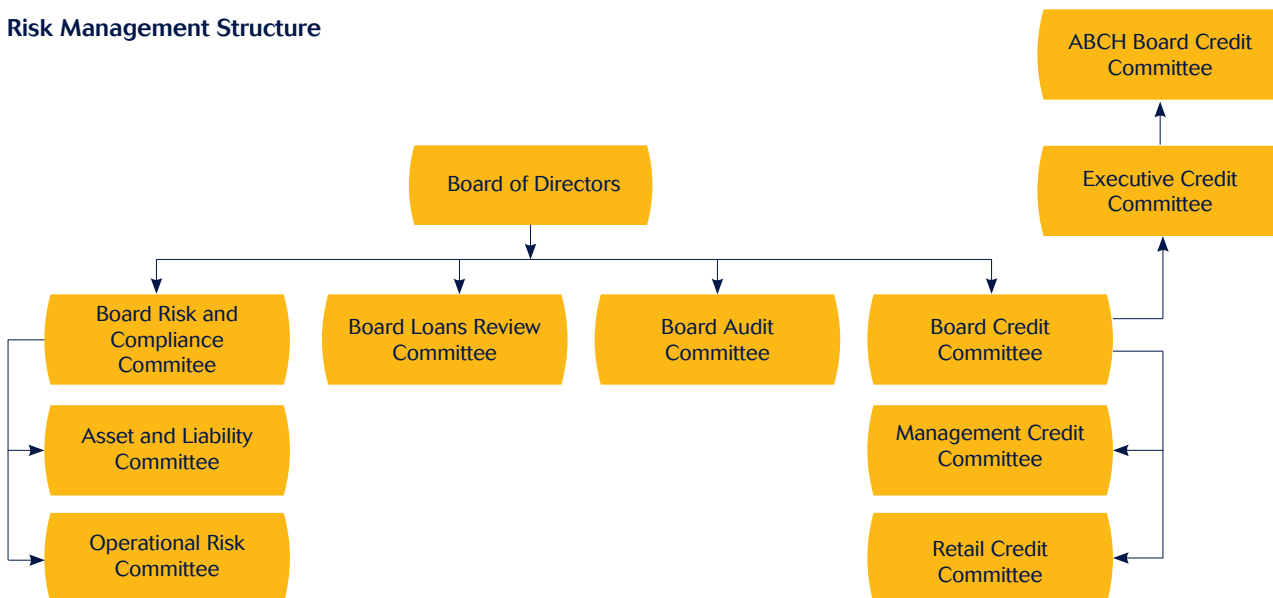 Risk Management Structure
ABCH Board Credit
Committee
Executive Credit
Committee
Board of Directors
Board Risk and
Compliance
Commitee
Board Loans Review
Committee
Board Audit
Committee
Board Credit
Committee
Asset and Liability
Committee
Management Credit
Committee
Operational Risk
Committee
Retail Credit
Committee